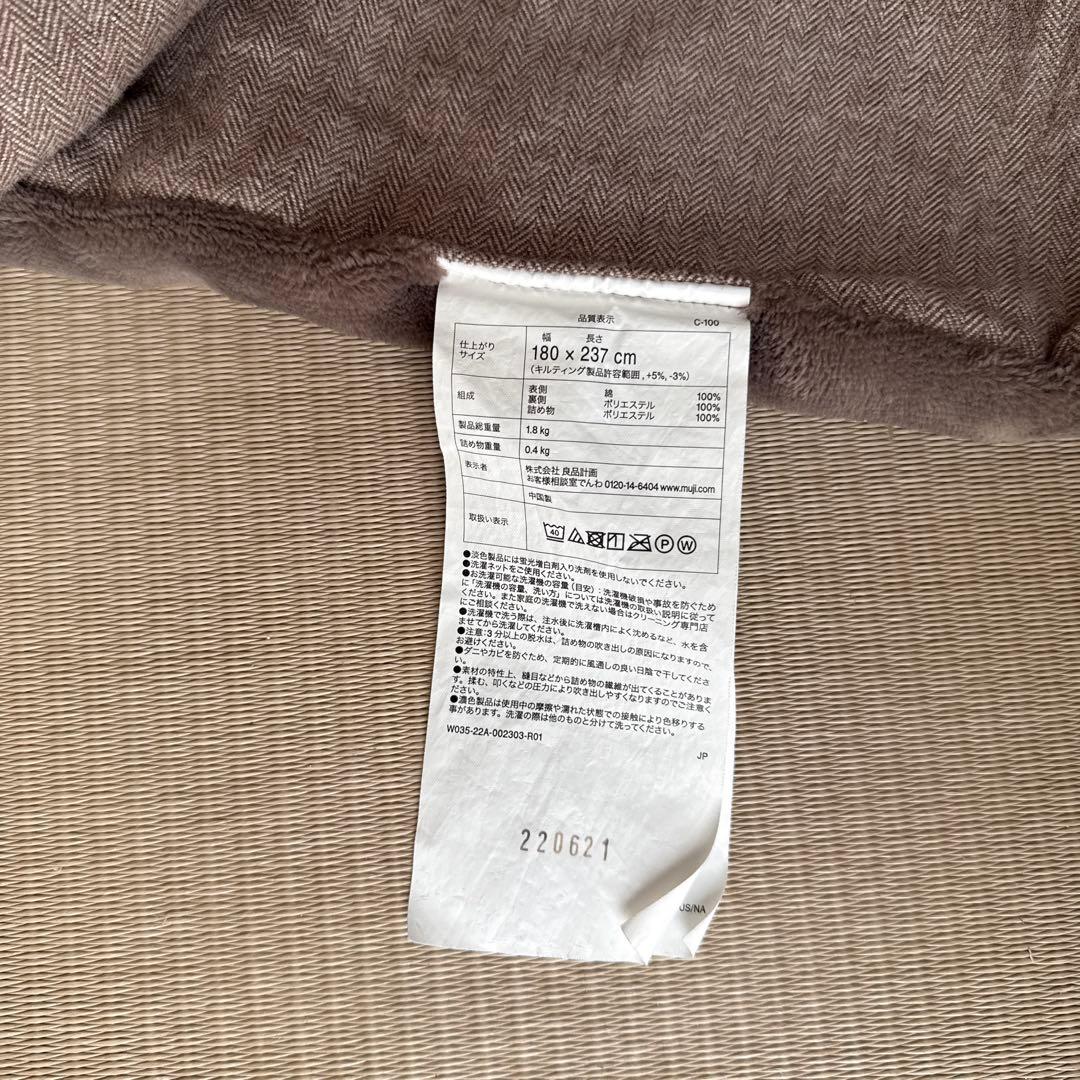 品質表示 C-100
仕上がりサイズ 幅 長さ
180 × 237 cm
(キルティング製品許容範囲, +5%, -3%)
組成 表側 綿 100%
裏側 ポリエステル 100%
詰め物 ポリエステル 100%
製品総重量 1.8 kg
詰め物重量 0.4 kg
表示者 株式会社 良品計画
お客様相談室でんわ 0120-14-6404 www.muji.com
中国製
取扱い表示 40 P W
●淡色製品には蛍光増白剤入り洗剤を使用しないでください。
●洗濯ネットをご使用ください。
●お洗濯可能な洗濯機の容量(目安):洗濯機破損や事故を防ぐため
に「洗濯機の容量、洗い方」については洗濯機の取扱い説明に従って
ください。また家庭の洗濯機で洗えない場合はクリーニング専門店
にご相談ください。
●洗濯機で洗う際は、注水後に洗濯槽内によく沈めるなど、水を含
ませてから洗濯してください。
●注意:3分以上の脱水は、詰め物の吹き出しの原因になりますので、
お避けください。
●ダニやカビを防ぐため、定期的に風通しの良い日陰で干してくださ
い。
●素材の特性上、縫目などから詰め物の繊維が出てくることがありま
す。揉む、叩くなどの圧力により吹き出しやすくなりますのでご注意く
ださい。
●濃色製品は使用中の摩擦や濡れた状態での接触により色移りする
事があります。洗濯の際は他のものと分けて洗ってください。
W035-22A-002303-R01
JP
220621
US/NA